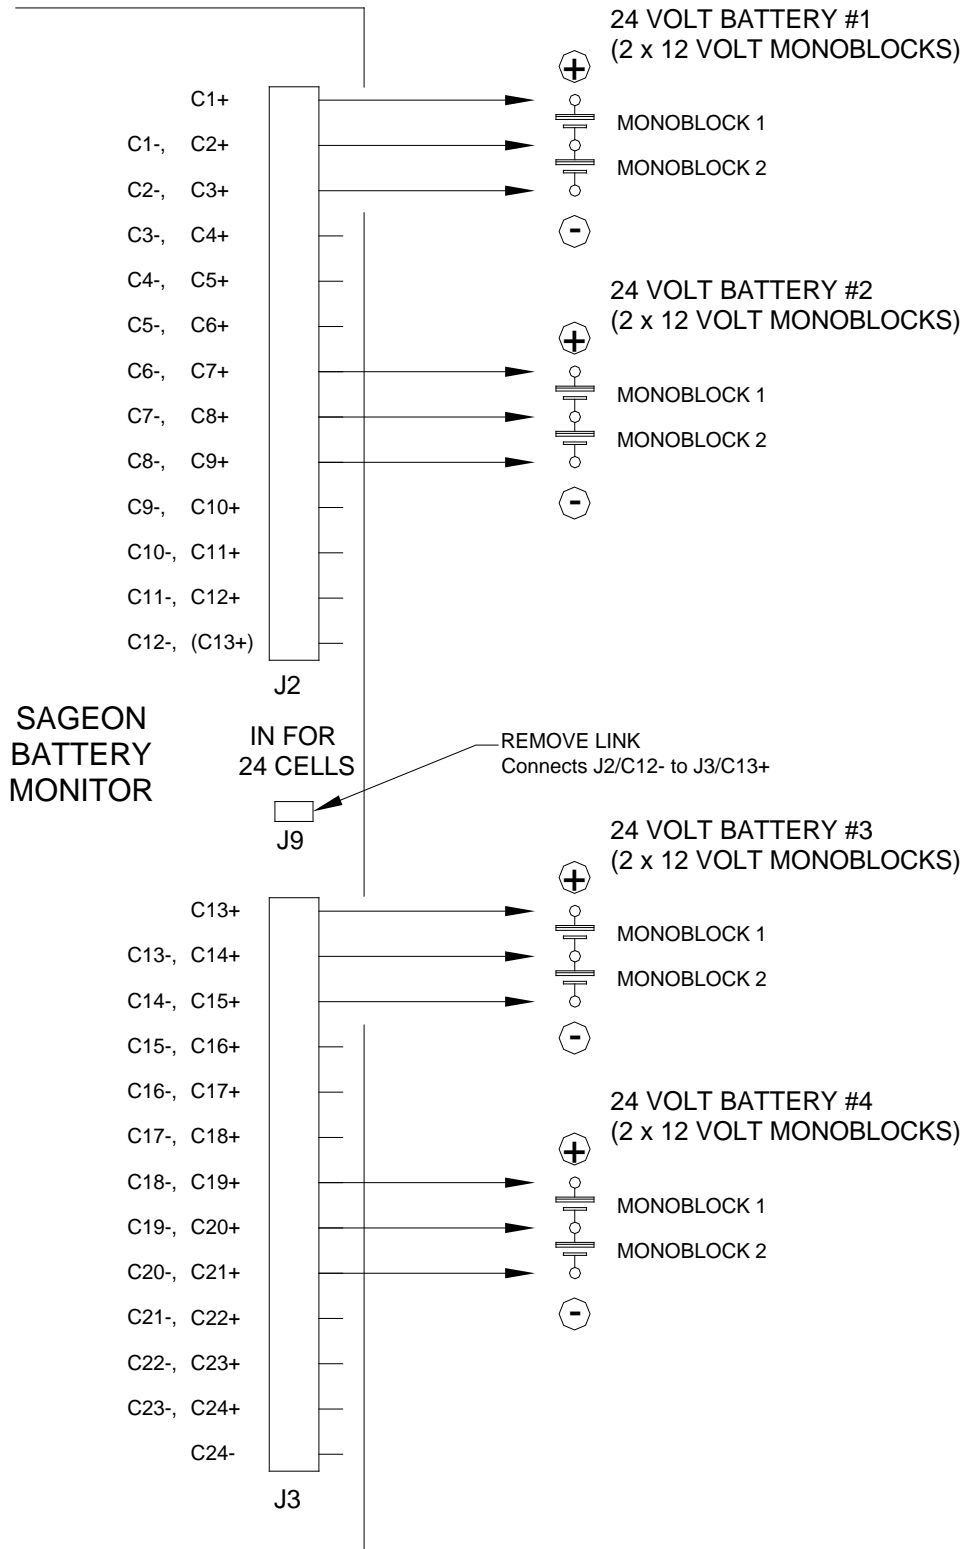 24 VOLT BATTERY #1
(2 x 12 VOLT MONOBLOCKS)
+
C1+
MONOBLOCK 1
C1-, C2+
MONOBLOCK 2
C2-, C3+
-
C3-, C4+
C4-, C5+
24 VOLT BATTERY #2
(2 x 12 VOLT MONOBLOCKS)
C5-, C6+
+
C6-, C7+
MONOBLOCK 1
C7-, C8+
MONOBLOCK 2
C8-, C9+
-
C9-, C10+
C10-, C11+
C11-, C12+
C12-, (C13+)
J2
SAGEON
BATTERY
MONITOR
IN FOR
24 CELLS
REMOVE LINK
Connects J2/C12- to J3/C13+
J9
24 VOLT BATTERY #3
(2 x 12 VOLT MONOBLOCKS)
+
C13+
MONOBLOCK 1
C13-, C14+
MONOBLOCK 2
C14-, C15+
-
C15-, C16+
C16-, C17+
24 VOLT BATTERY #4
(2 x 12 VOLT MONOBLOCKS)
C17-, C18+
+
C18-, C19+
MONOBLOCK 1
C19-, C20+
MONOBLOCK 2
C20-, C21+
-
C21-, C22+
C22-, C23+
C23-, C24+
C24-
J3